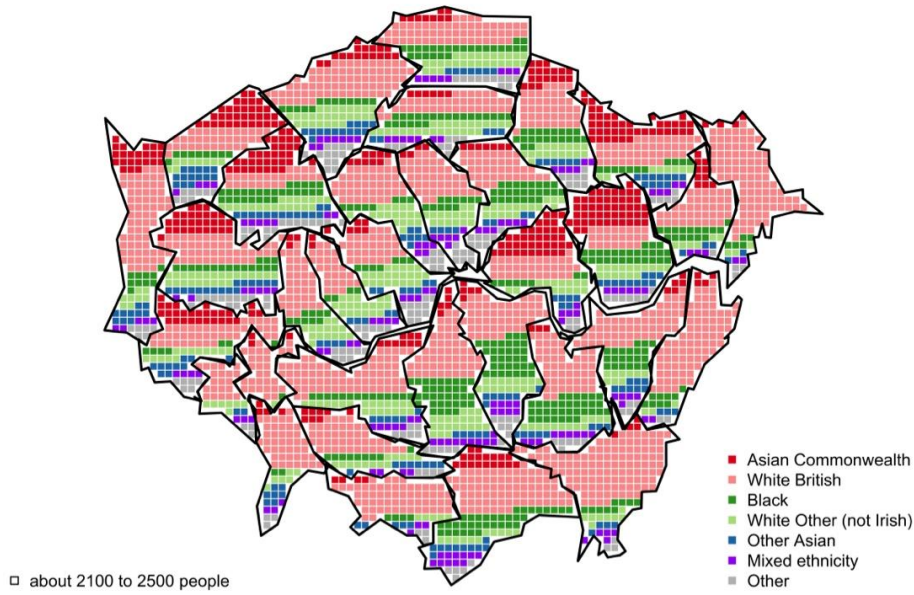 Asian Commonwealth
White British
Black
White Other (not Irish)
Other Asian
Mixed ethnicity
Other
about 2100 to 2500 people